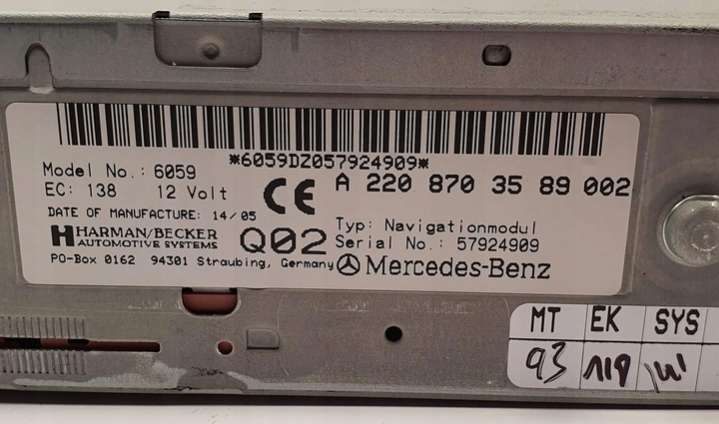 *6059DZ057924909*
Model No.: 6059
EC: 138 12 Volt
CE
A 220 870 35 89 002
DATE OF MANUFACTURE: 14/05
HARMAN/BECKER
AUTOMOTIVE SYSTEMS
Q02
Typ: Navigationmodul
Serial No.: 57924909
PO-Box 0162 94301 Straubing, Germany
Mercedes-Benz
MT EK SYS
93